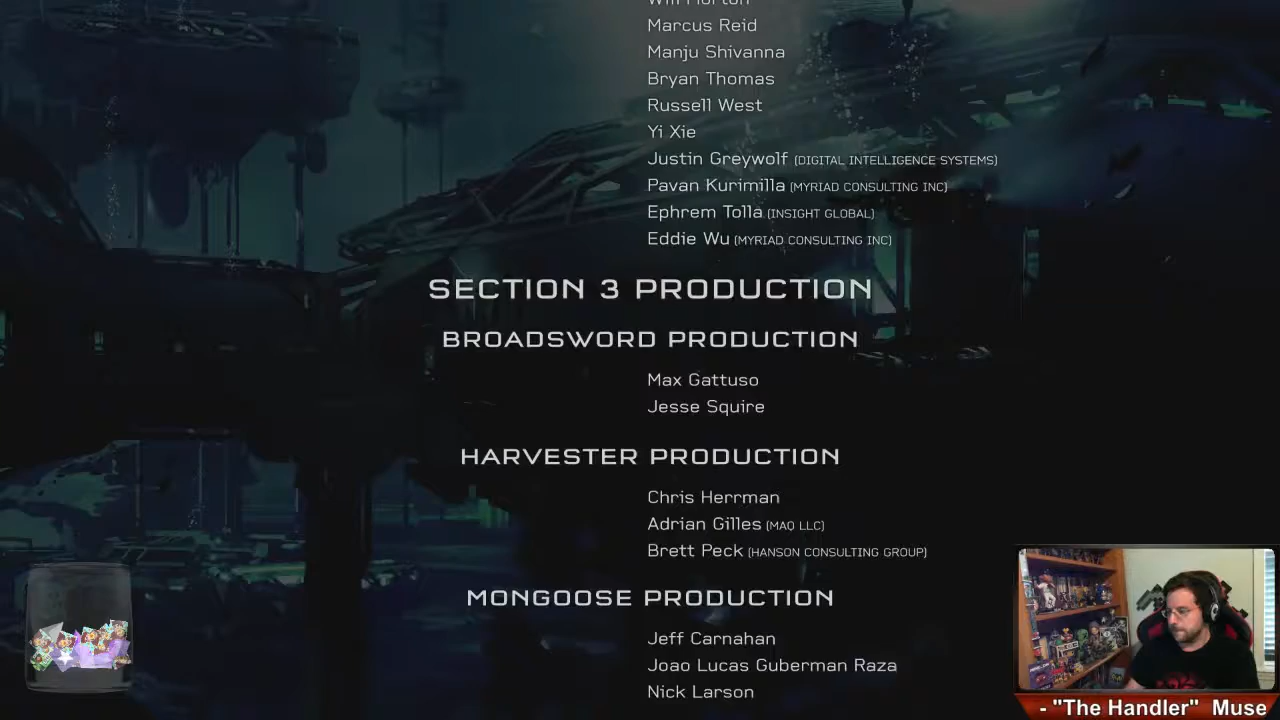 Will Horton
Marcus Reid
Manju Shivanna
Bryan Thomas
Russell West
Yi Xie
Justin Greywolf (DIGITAL INTELLIGENCE SYSTEMS)
Pavan Kurimilla (MYRIAD CONSULTING INC)
Ephrem Tolla (INSIGHT GLOBAL)
Eddie Wu (MYRIAD CONSULTING INC)
SECTION 3 PRODUCTION
BROADSWORD PRODUCTION
Max Gattuso
Jesse Squire
HARVESTER PRODUCTION
Chris Herrman
Adrian Gilles (MAQ LLC)
Brett Peck (HANSON CONSULTING GROUP)
MONGOOSE PRODUCTION
Jeff Carnahan
Joao Lucas Guberman Raza
Nick Larson
- "The Handler" Muse